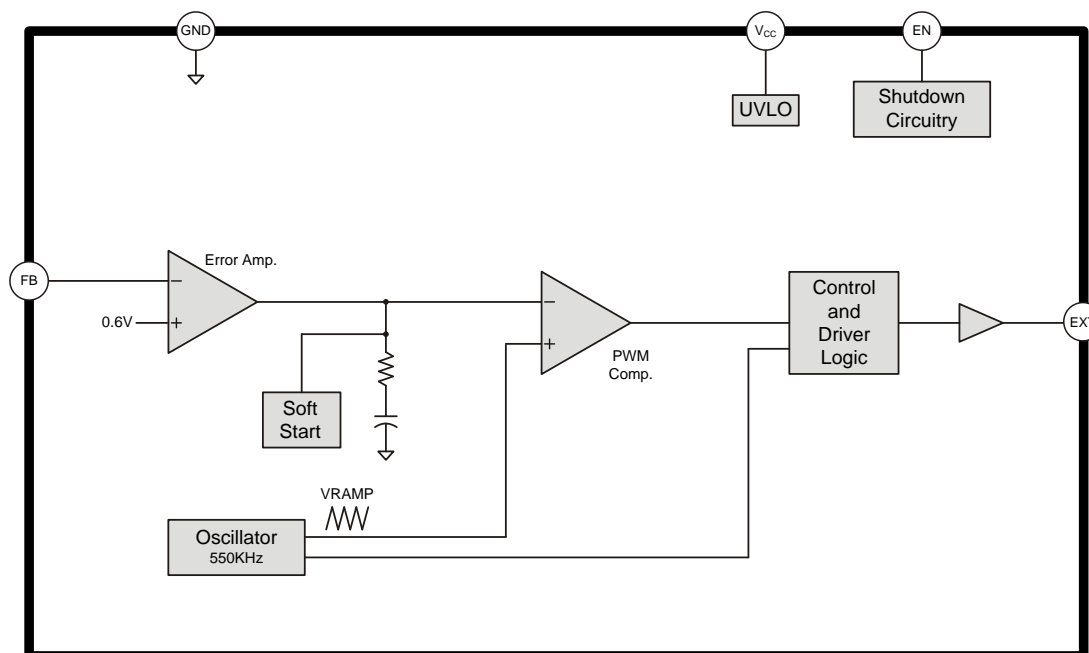 GND
VCC
EN
UVLO
Shutdown
Circuitry
Error Amp.
FB
−
0.6V
+
−
+
PWM
Comp.
Control
and
Driver
Logic
EXT
Soft
Start
VRAMP
Oscillator
550KHz